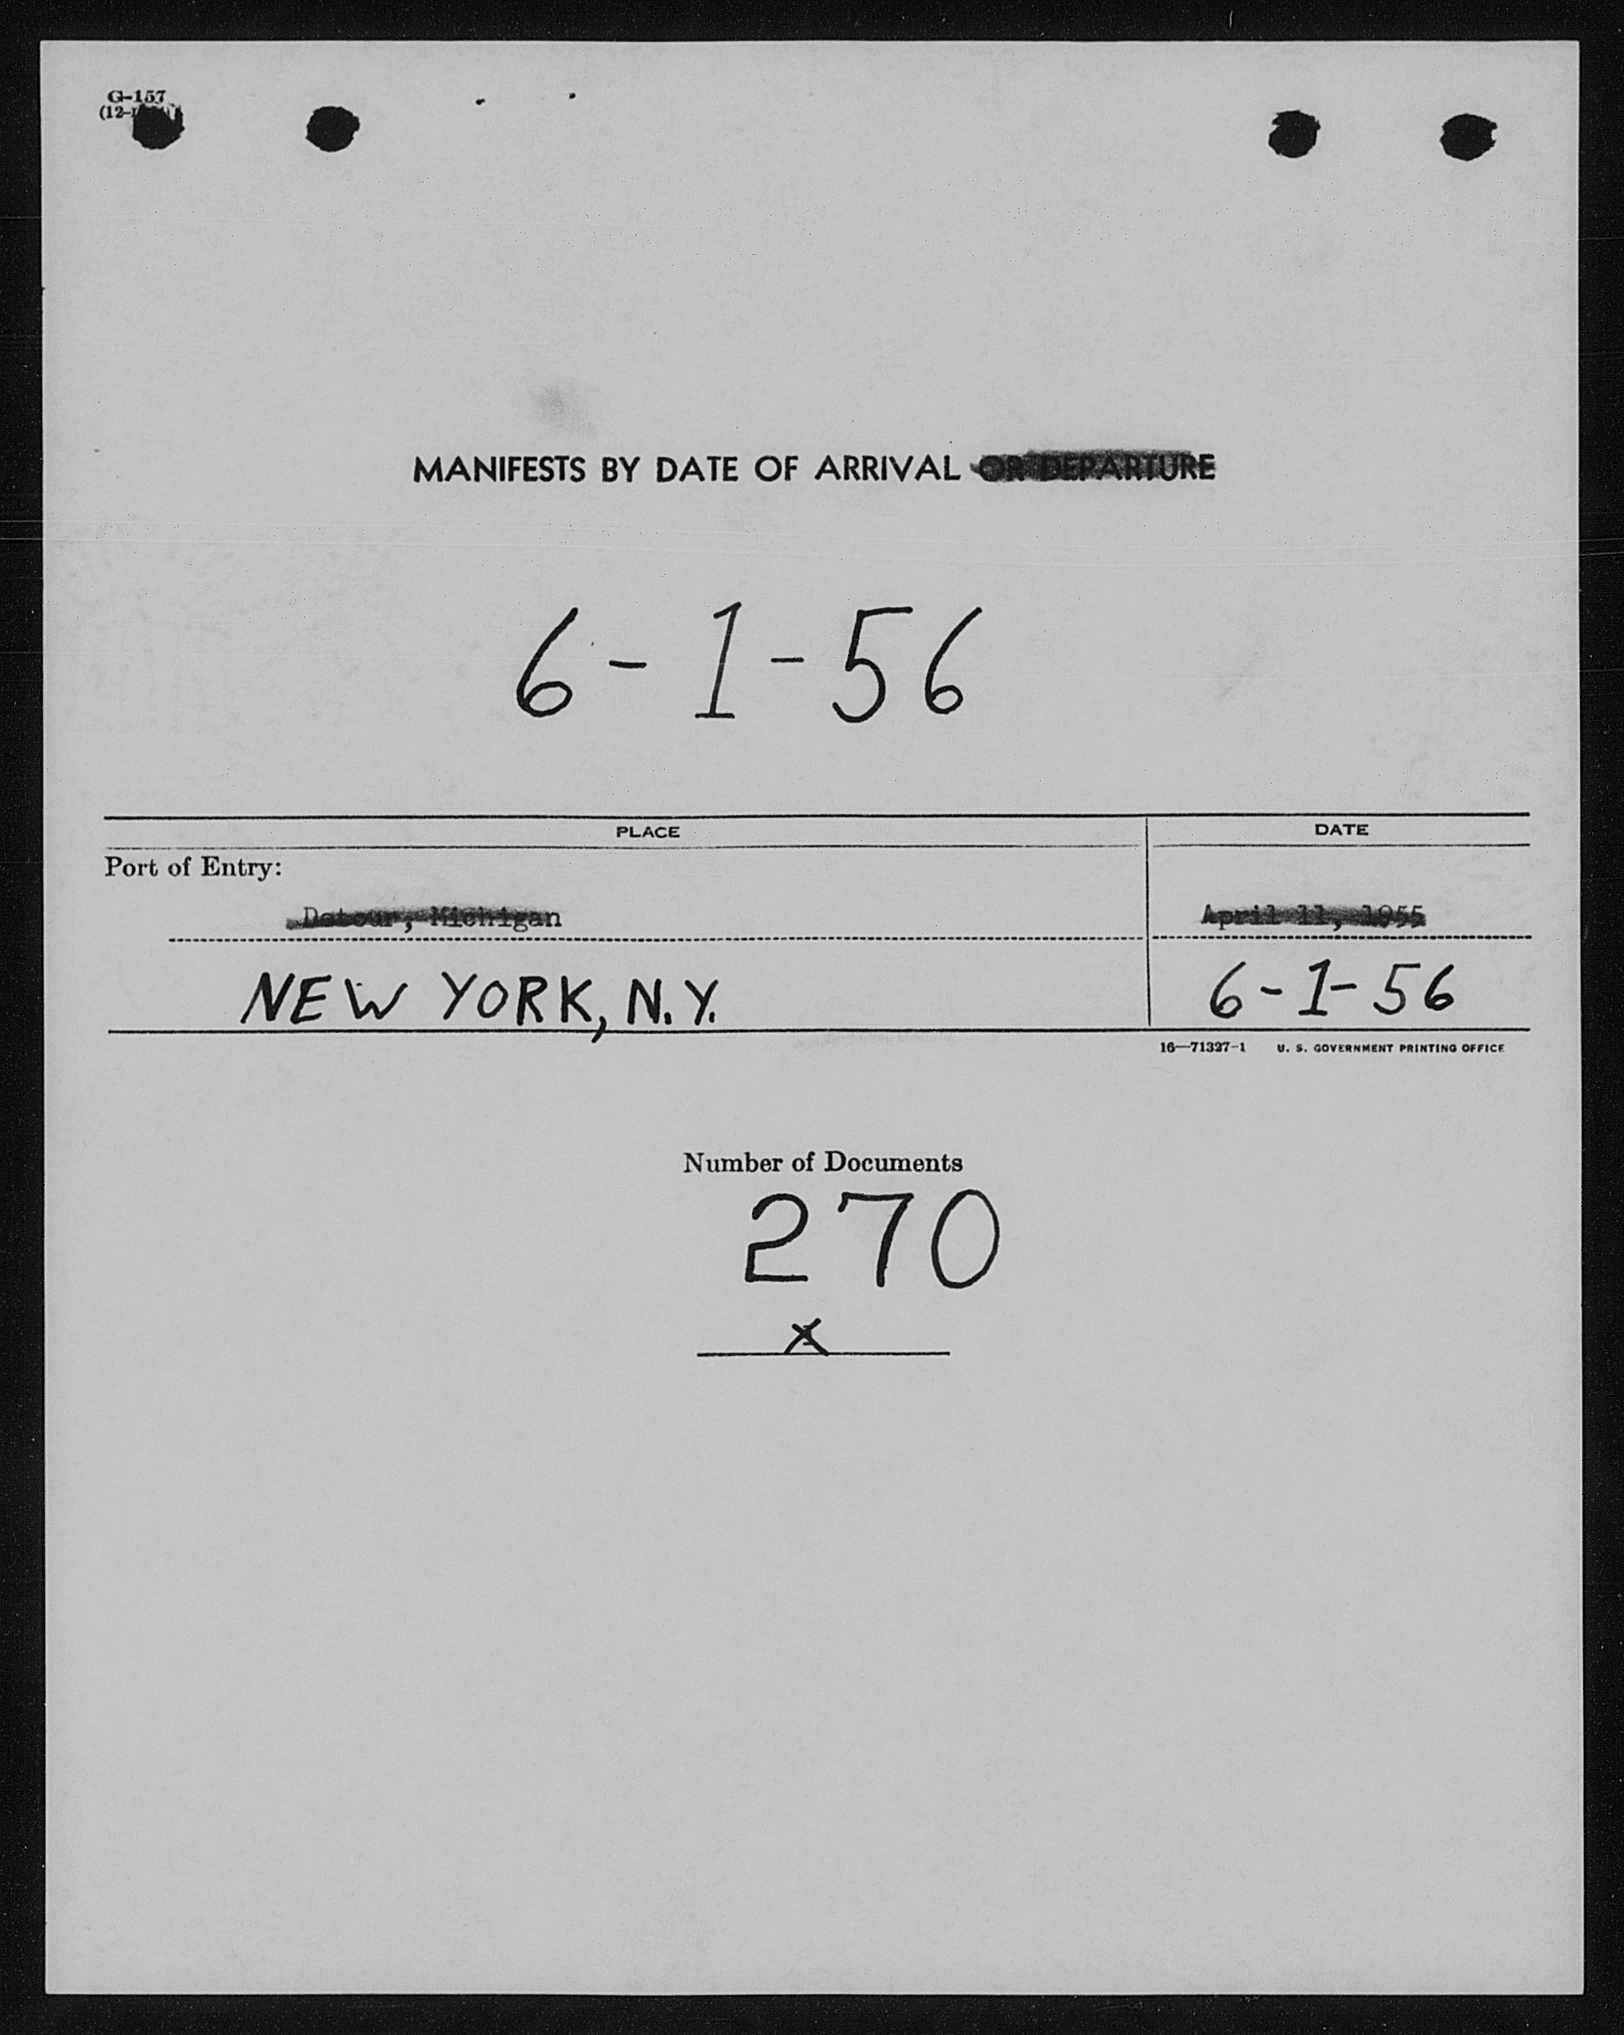 G-157
(12-
MANIFESTS BY DATE OF ARRIVAL OR DEPARTURE
6-1-56
PLACE
DATE
Port of Entry:
Detour, Michigan
April 11, 1955
NEW YORK, N.Y.
6-1-56
16—71327-1 U. S. GOVERNMENT PRINTING OFFICE
Number of Documents
270
x